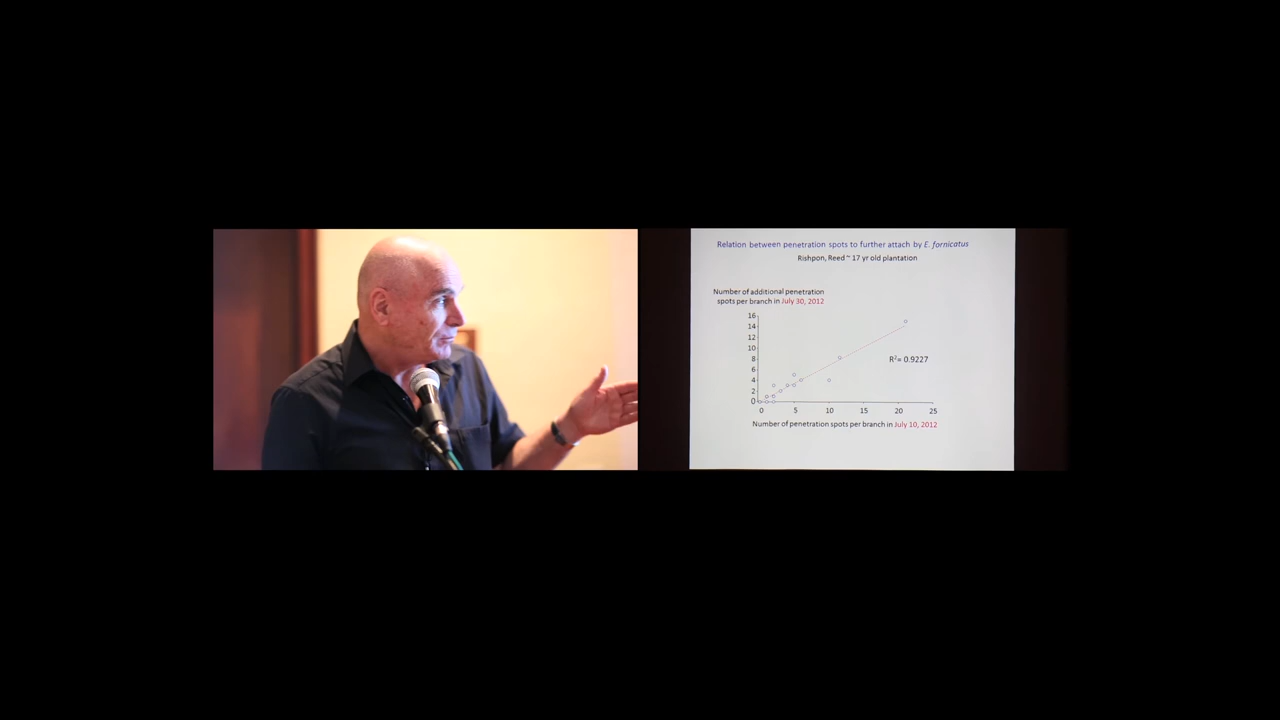 Relation between penetration spots to further attach by E. fornicatus
Rishpon, Reed ~ 17 yr old plantation
Number of additional penetration
spots per branch in July 30, 2012
16
14
12
10
8
6
4
2
0
R²= 0.9227
0 5 10 15 20 25
Number of penetration spots per branch in July 10, 2012